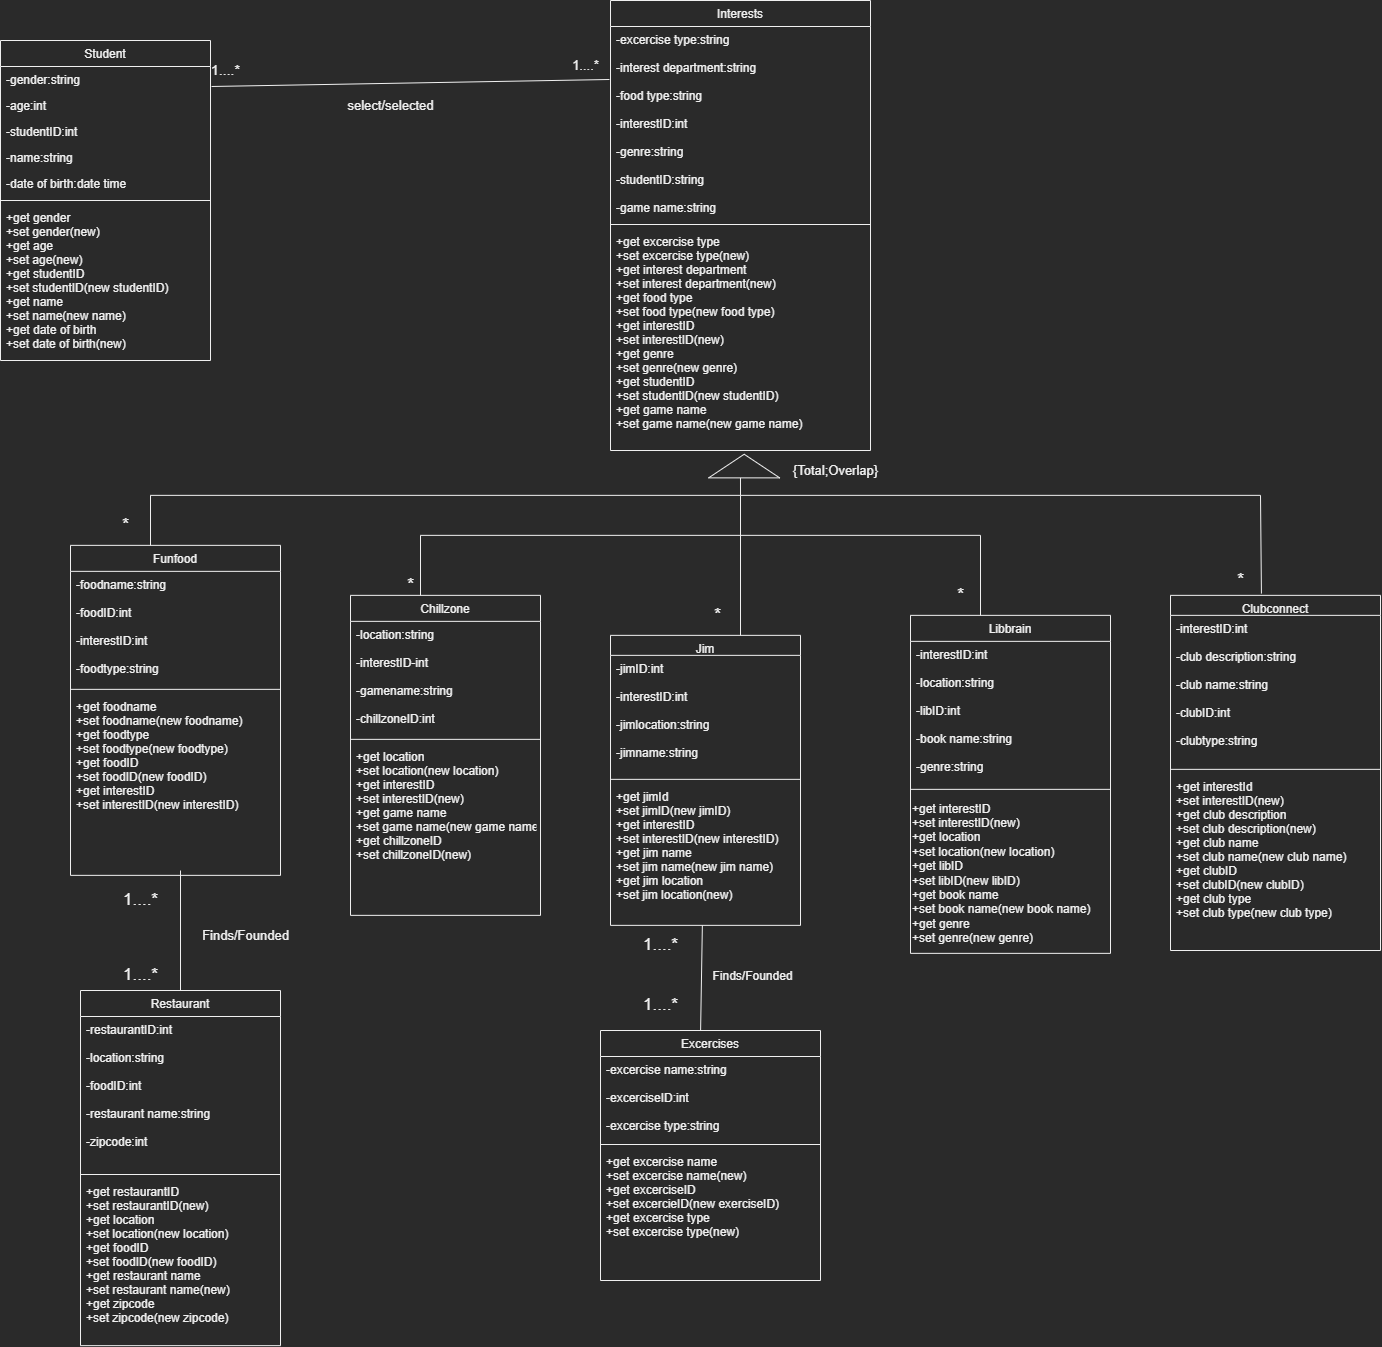 Interests
-excercise type:string
-interest department:string
-food type:string
-interestID:int
-genre:string
-studentID:string
-game name:string
+get excercise type
+set excercise type(new)
+get interest department
+set interest department(new)
+get food type
+set food type(new food type)
+get interestID
+set interestID(new)
+get genre
+set genre(new genre)
+get studentID
+set studentID(new studentID)
+get game name
+set game name(new game name)
Student
-gender:string
-age:int
-studentID:int
-name:string
-date of birth:date time
+get gender
+set gender(new)
+get age
+set age(new)
+get studentID
+set studentID(new studentID)
+get name
+set name(new name)
+get date of birth
+set date of birth(new)
1....*
1....*
select/selected
{Total;Overlap}
*
Funfood
-foodname:string
-foodID:int
-interestID:int
-foodtype:string
+get foodname
+set foodname(new foodname)
+get foodtype
+set foodtype(new foodtype)
+get foodID
+set foodID(new foodID)
+get interestID
+set interestID(new interestID)
*
Chillzone
-location:string
-interestID-int
-gamename:string
-chillzoneID:int
+get location
+set location(new location)
+get interestID
+set interestID(new)
+get game name
+set game name(new game name
+get chillzoneID
+set chillzoneID(new)
*
Jim
-jimID:int
-interestID:int
-jimlocation:string
-jimname:string
+get jimId
+set jimID(new jimID)
+get interestID
+set interestID(new interestID)
+get jim name
+set jim name(new jim name)
+get jim location
+set jim location(new)
*
Libbrain
-interestID:int
-location:string
-libID:int
-book name:string
-genre:string
+get interestID
+set interestID(new)
+get location
+set location(new location)
+get libID
+set libID(new libID)
+get book name
+set book name(new book name)
+get genre
+set genre(new genre)
*
Clubconnect
-interestID:int
-club description:string
-club name:string
-clubID:int
-clubtype:string
+get interestId
+set interestID(new)
+get club description
+set club description(new)
+get club name
+set club name(new club name)
+get clubID
+set clubID(new clubID)
+get club type
+set club type(new club type)
1....*
Finds/Founded
1....*
Restaurant
-restaurantID:int
-location:string
-foodID:int
-restaurant name:string
-zipcode:int
+get restaurantID
+set restaurantID(new)
+get location
+set location(new location)
+get foodID
+set foodID(new foodID)
+get restaurant name
+set restaurant name(new)
+get zipcode
+set zipcode(new zipcode)
1....*
Finds/Founded
1....*
Excercises
-excercise name:string
-excerciseID:int
-excercise type:string
+get excercise name
+set excercise name(new)
+get excerciseID
+set excercieID(new exerciseID)
+get excercise type
+set excercise type(new)